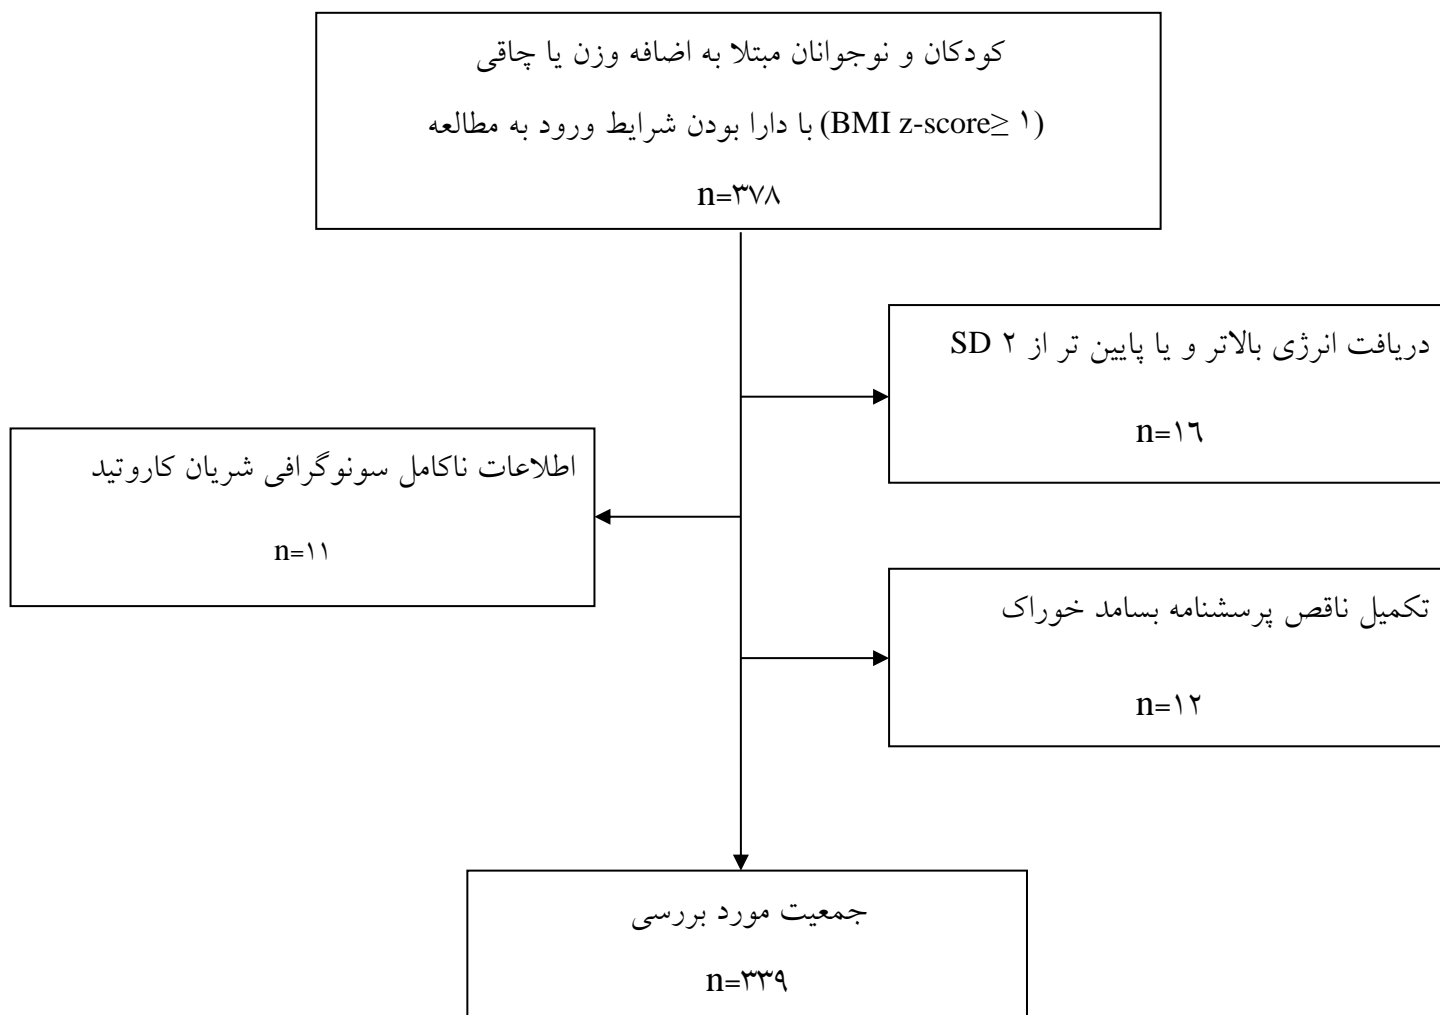 کودکان و نوجوانان مبتلا به اضافه وزن یا چاقی
(BMI z-score≥ ۱) با دارا بودن شرایط ورود به مطالعه
n=۳۷۸
دریافت انرژی بالاتر و یا پایین تر از ۲ SD
n=۱۶
اطلاعات ناکامل سونوگرافی شریان کاروتید
n=۱۱
تکمیل ناقص پرسشنامه بسامد خوراک
n=۱۲
جمعیت مورد بررسی
n=۳۳۹